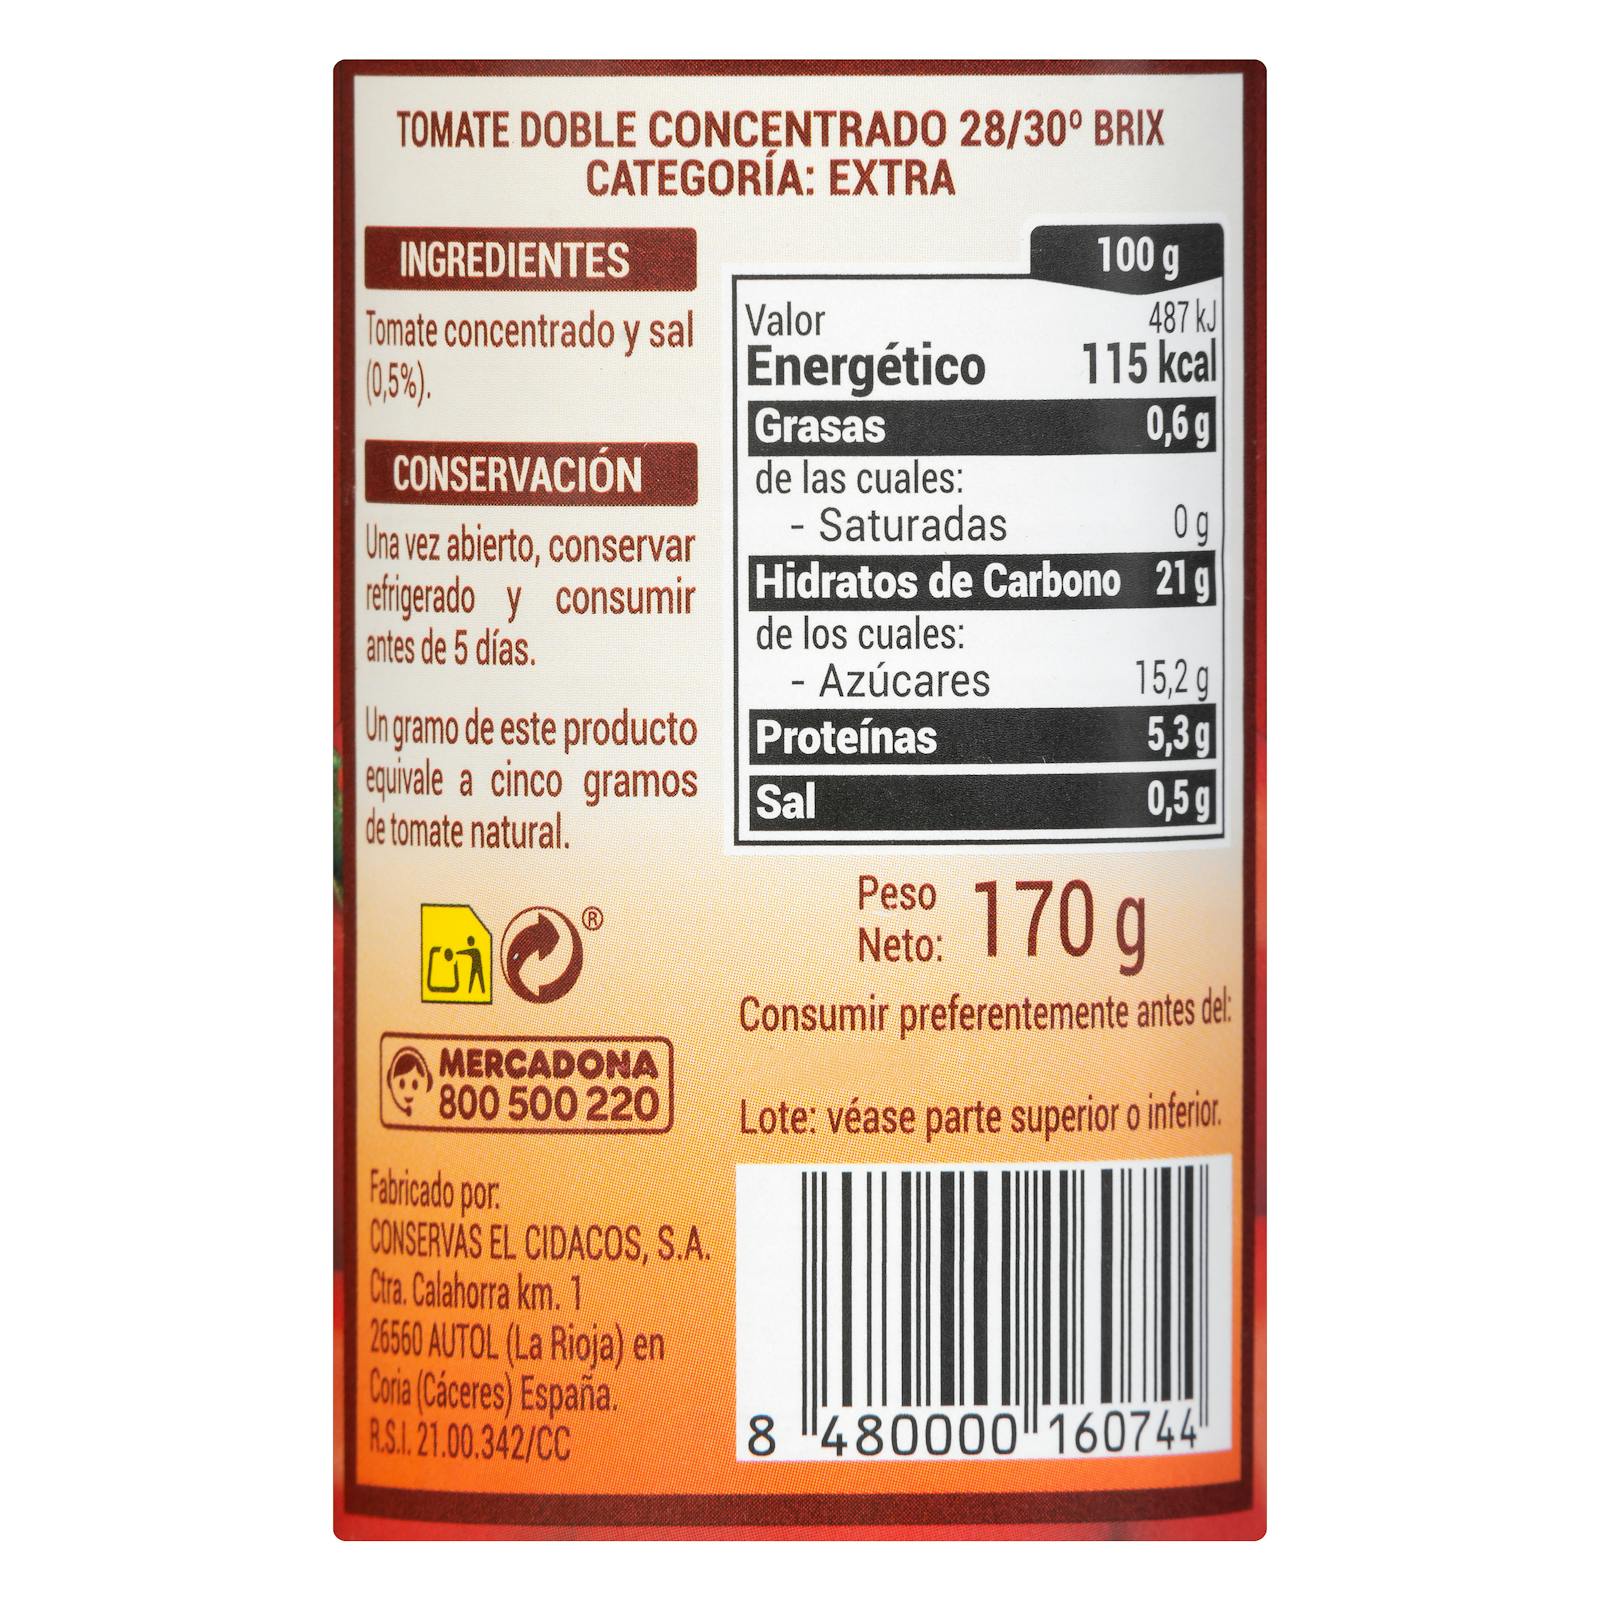 TOMATE DOBLE CONCENTRADO 28/30º BRIX
CATEGORÍA: EXTRA
INGREDIENTES
Tomate concentrado y sal
(0,5%).
CONSERVACIÓN
Una vez abierto, conservar
refrigerado y consumir
antes de 5 días.
Un gramo de este producto
equivale a cinco gramos
de tomate natural.
®
MERCADONA
800 500 220
Fabricado por:
CONSERVAS EL CIDACOS, S.A.
Ctra. Calahorra km. 1
26560 AUTOL (La Rioja) en
Coria (Cáceres) España.
R.S.I. 21.00.342/CC
100 g
Valor 487 kJ
Energético 115 kcal
Grasas 0,6 g
de las cuales:
- Saturadas 0 g
Hidratos de Carbono 21 g
de los cuales:
- Azúcares 15,2 g
Proteínas 5,3 g
Sal 0,5 g
Peso
Neto: 170 g
Consumir preferentemente antes del:
Lote: véase parte superior o inferior.
8 480000 160744